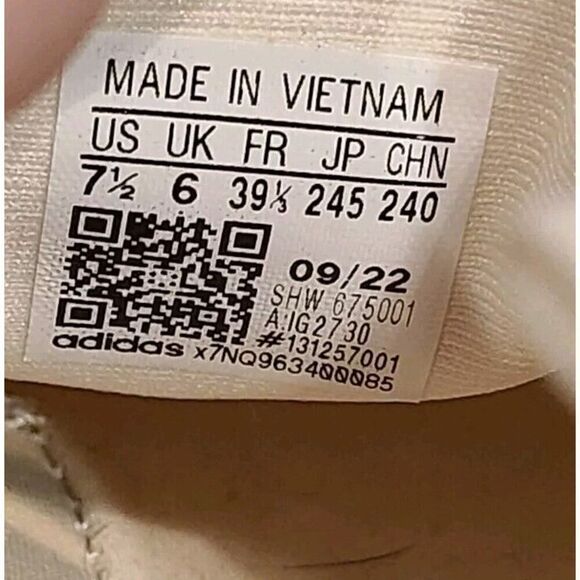 MADE IN VIETNAM
US UK FR JP CHN
7½ 6 39⅓ 245 240
09/22
SHW 675001
A:IG2730
#131257001
adidas x7NQ963400085